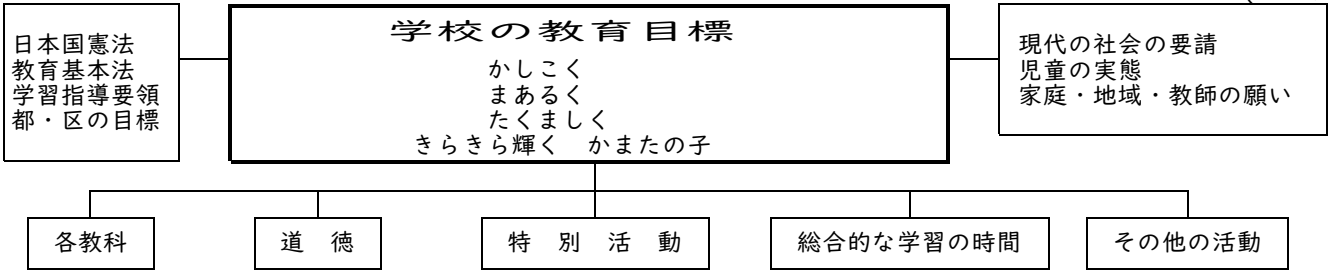 日本国憲法
教育基本法
学習指導要領
都・区の目標
学校の教育目標
かしこく
まあるく
たくましく
きらきら輝く　かまたの子
現代の社会の要請
児童の実態
家庭・地域・教師の願い
各教科
道　徳
特　別　活　動
総合的な学習の時間
その他の活動